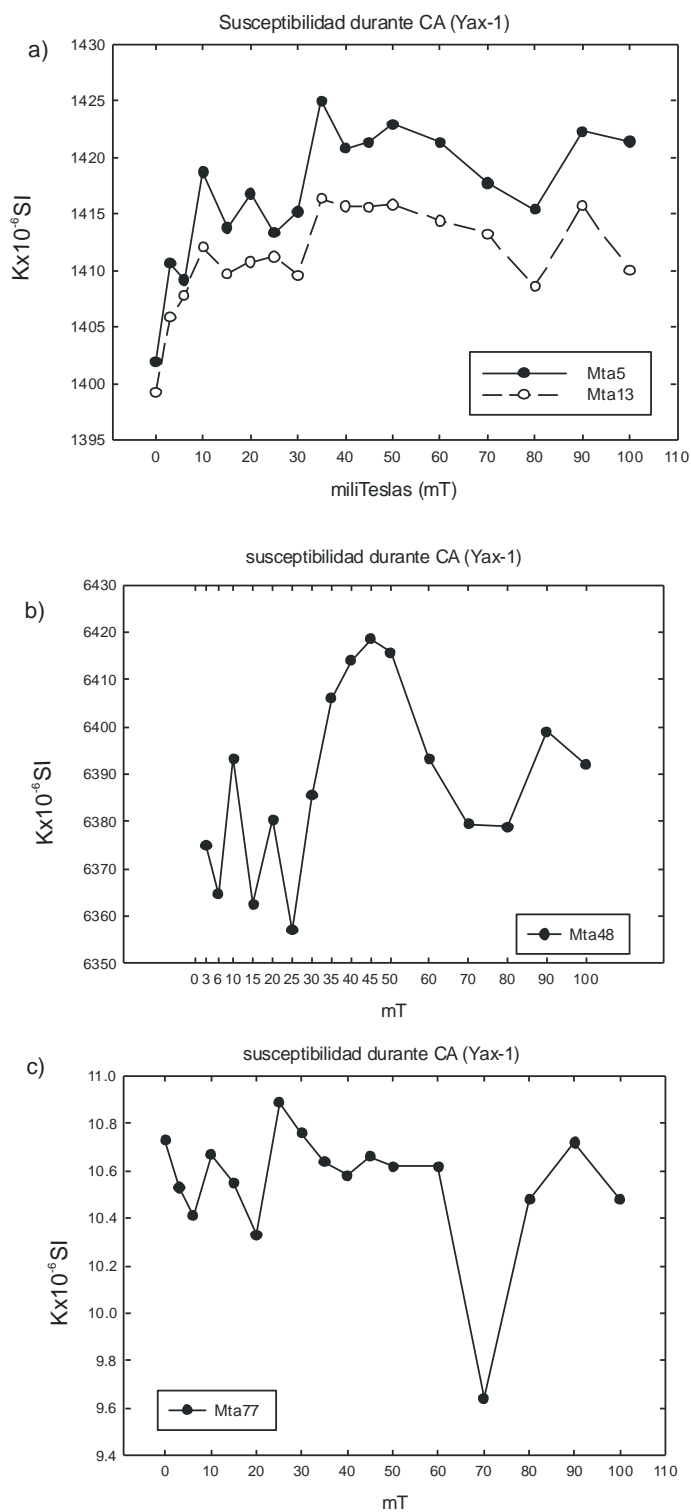 a)
Susceptibilidad durante CA (Yax-1)
1430
1425
1420
1415
1410
1405
1400
1395
Kx10⁻⁶SI
Mta5
Mta13
0 10 20 30 40 50 60 70 80 90 100 110
miliTeslas (mT)
susceptibilidad durante CA (Yax-1)
b)
6430
6420
6410
6400
6390
6380
6370
6360
6350
Kx10⁻⁶SI
Mta48
0 3 6 10 15 20 25 30 35 40 45 50 60 70 80 90 100
mT
susceptibilidad durante CA (Yax-1)
c)
11.0
10.8
10.6
10.4
10.2
10.0
9.8
9.6
9.4
Kx10⁻⁶SI
Mta77
0 10 20 30 40 50 60 70 80 90 100 110
mT